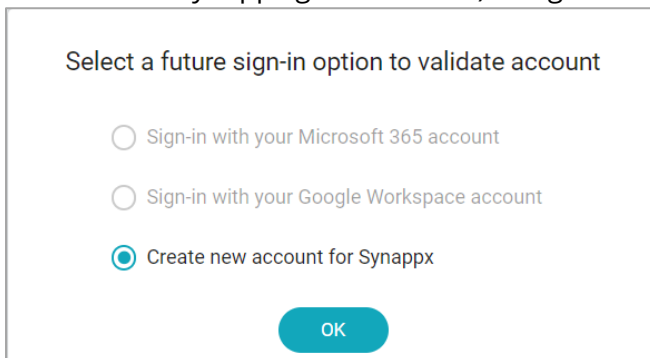 Select a future sign-in option to validate account
Sign-in with your Microsoft 365 account
Sign-in with your Google Workspace account
Create new account for Synappx
OK